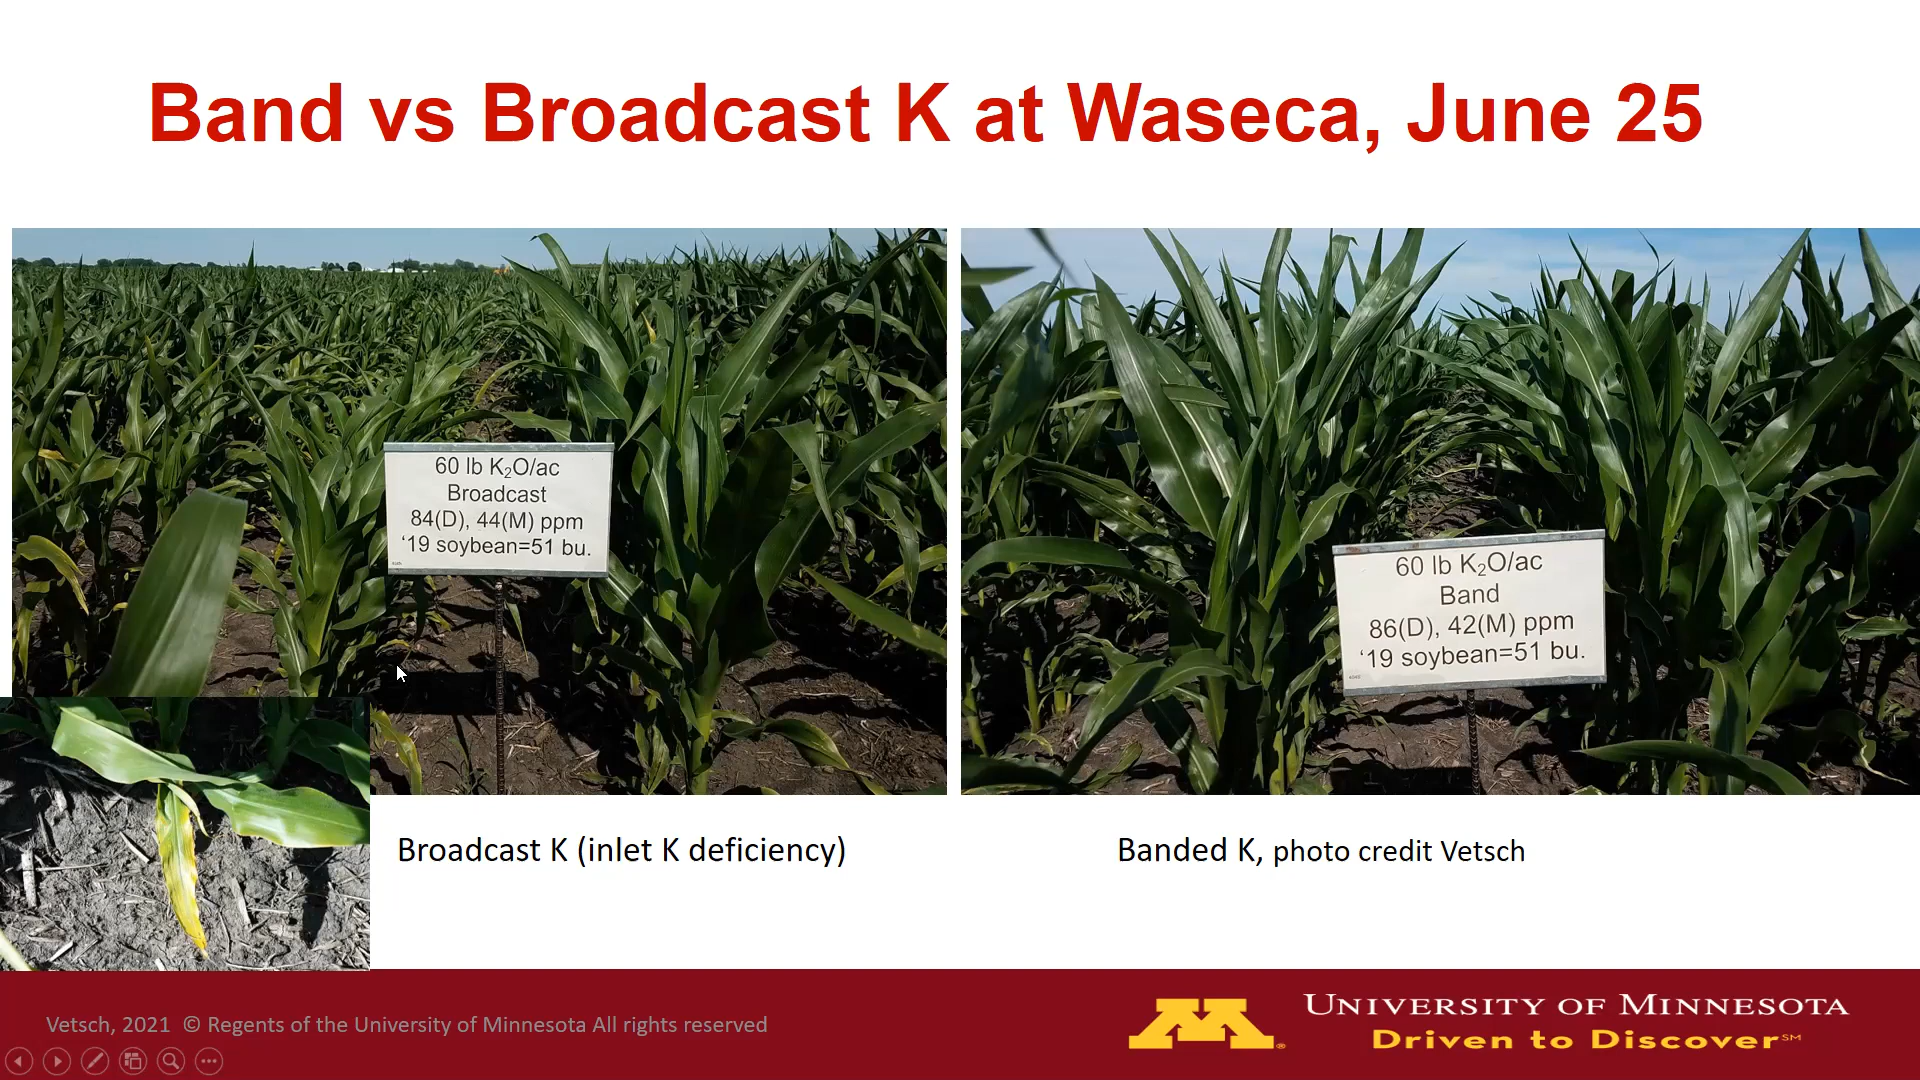 Band vs Broadcast K at Waseca, June 25
60 lb K₂O/ac
Broadcast
84(D), 44(M) ppm
‘19 soybean=51 bu.
60 lb K₂O/ac
Band
86(D), 42(M) ppm
‘19 soybean=51 bu.
Broadcast K (inlet K deficiency)
Banded K, photo credit Vetsch
Vetsch, 2021 © Regents of the University of Minnesota All rights reserved
M®
UNIVERSITY OF MINNESOTA
Driven to Discover℠